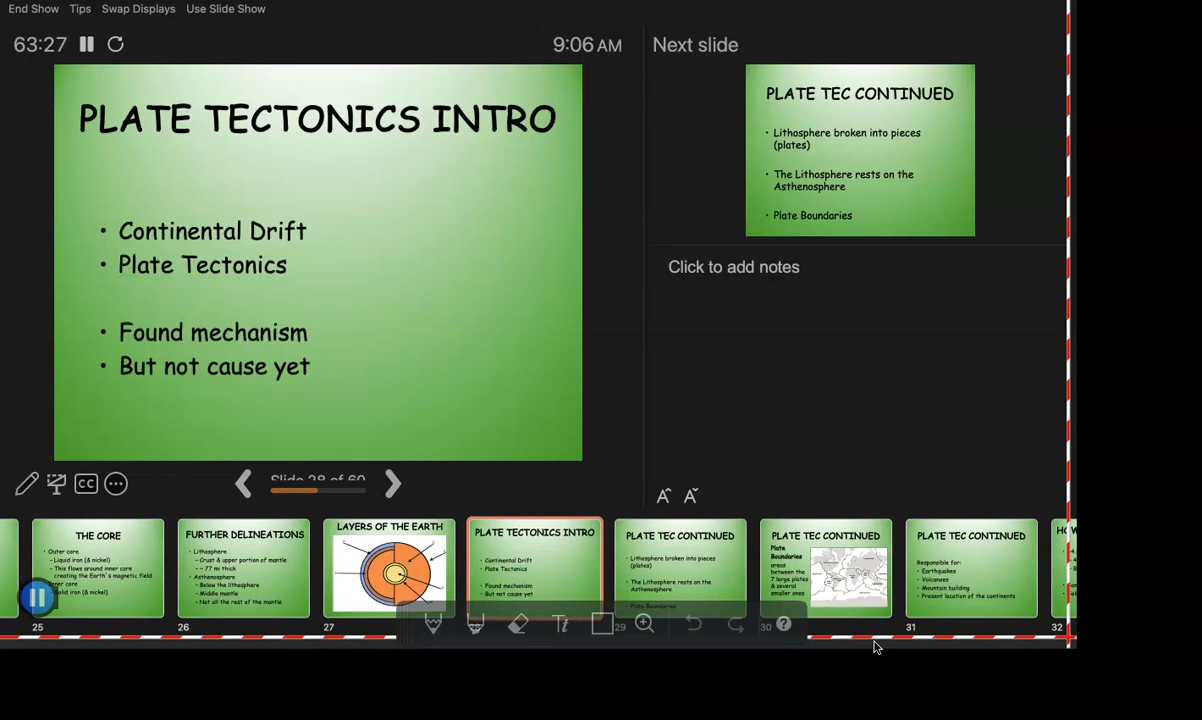 End Show Tips Swap Displays Use Slide Show
63:27 9:06 AM Next slide
PLATE TECTONICS INTRO
• Continental Drift
• Plate Tectonics
• Found mechanism
• But not cause yet
PLATE TEC CONTINUED
• Lithosphere broken into pieces
(plates)
• The Lithosphere rests on the
Asthenosphere
• Plate Boundaries
Click to add notes
CC
Slide 28 of 60
THE CORE
• Outer core
– Liquid iron (& nickel)
– This flows around inner core
creating the Earth's magnetic field
inner core
Solid iron (& nickel)
25
FURTHER DELINEATIONS
• Lithosphere
– Crust & upper portion of mantle
– ~ 77 mi thick
• Asthenosphere
– Below the lithosphere
– Middle mantle
– Not all the rest of the mantle.
26
LAYERS OF THE EARTH
27
PLATE TECTONICS INTRO
• Continental Drift
• Plate Tectonics
• Found mechanism
• But not cause yet
PLATE TEC CONTINUED
• Lithosphere broken into pieces
(plates)
• The Lithosphere rests on the
Asthenosphere
• Plate Boundaries
29
PLATE TEC CONTINUED
Plate
Boundaries
areas
between the
7 large plates
& several
smaller ones
30
PLATE TEC CONTINUED
Responsible for:
• Earthquakes
• Volcanoes
• Mountain building
• Present location of the continents
31
32
Tt
?